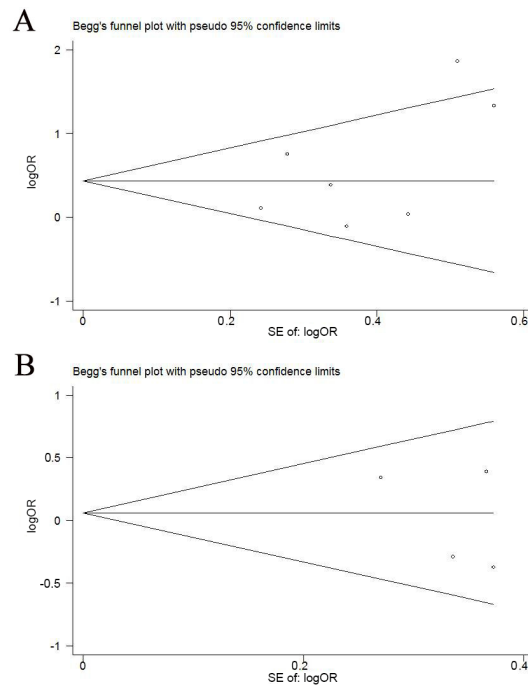 A
Begg's funnel plot with pseudo 95% confidence limits
logOR
2
1
0
-1
0 0.2 0.4 0.6
SE of: logOR
B
Begg's funnel plot with pseudo 95% confidence limits
logOR
1
0.5
0
-0.5
-1
0 0.2 0.4
SE of: logOR